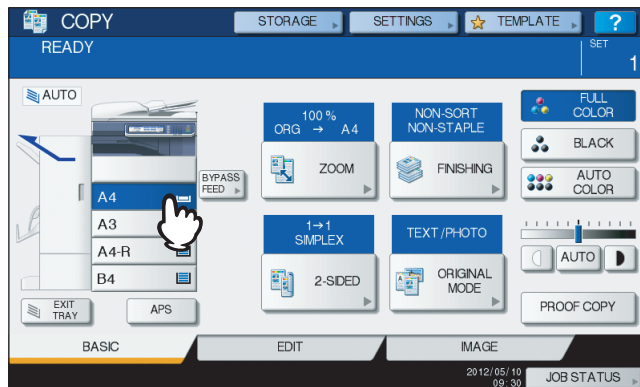 COPY
STORAGE
SETTINGS
TEMPLATE
?
READY
SET
1
AUTO
A4
A3
A4-R
B4
BYPASS
FEED
EXIT
TRAY
APS
100 %
ORG → A4
ZOOM
NON-SORT
NON-STAPLE
FINISHING
1→1
SIMPLEX
2-SIDED
TEXT/PHOTO
ORIGINAL
MODE
FULL
COLOR
BLACK
AUTO
COLOR
AUTO
PROOF COPY
BASIC
EDIT
IMAGE
2012/05/10
09:30
JOB STATUS